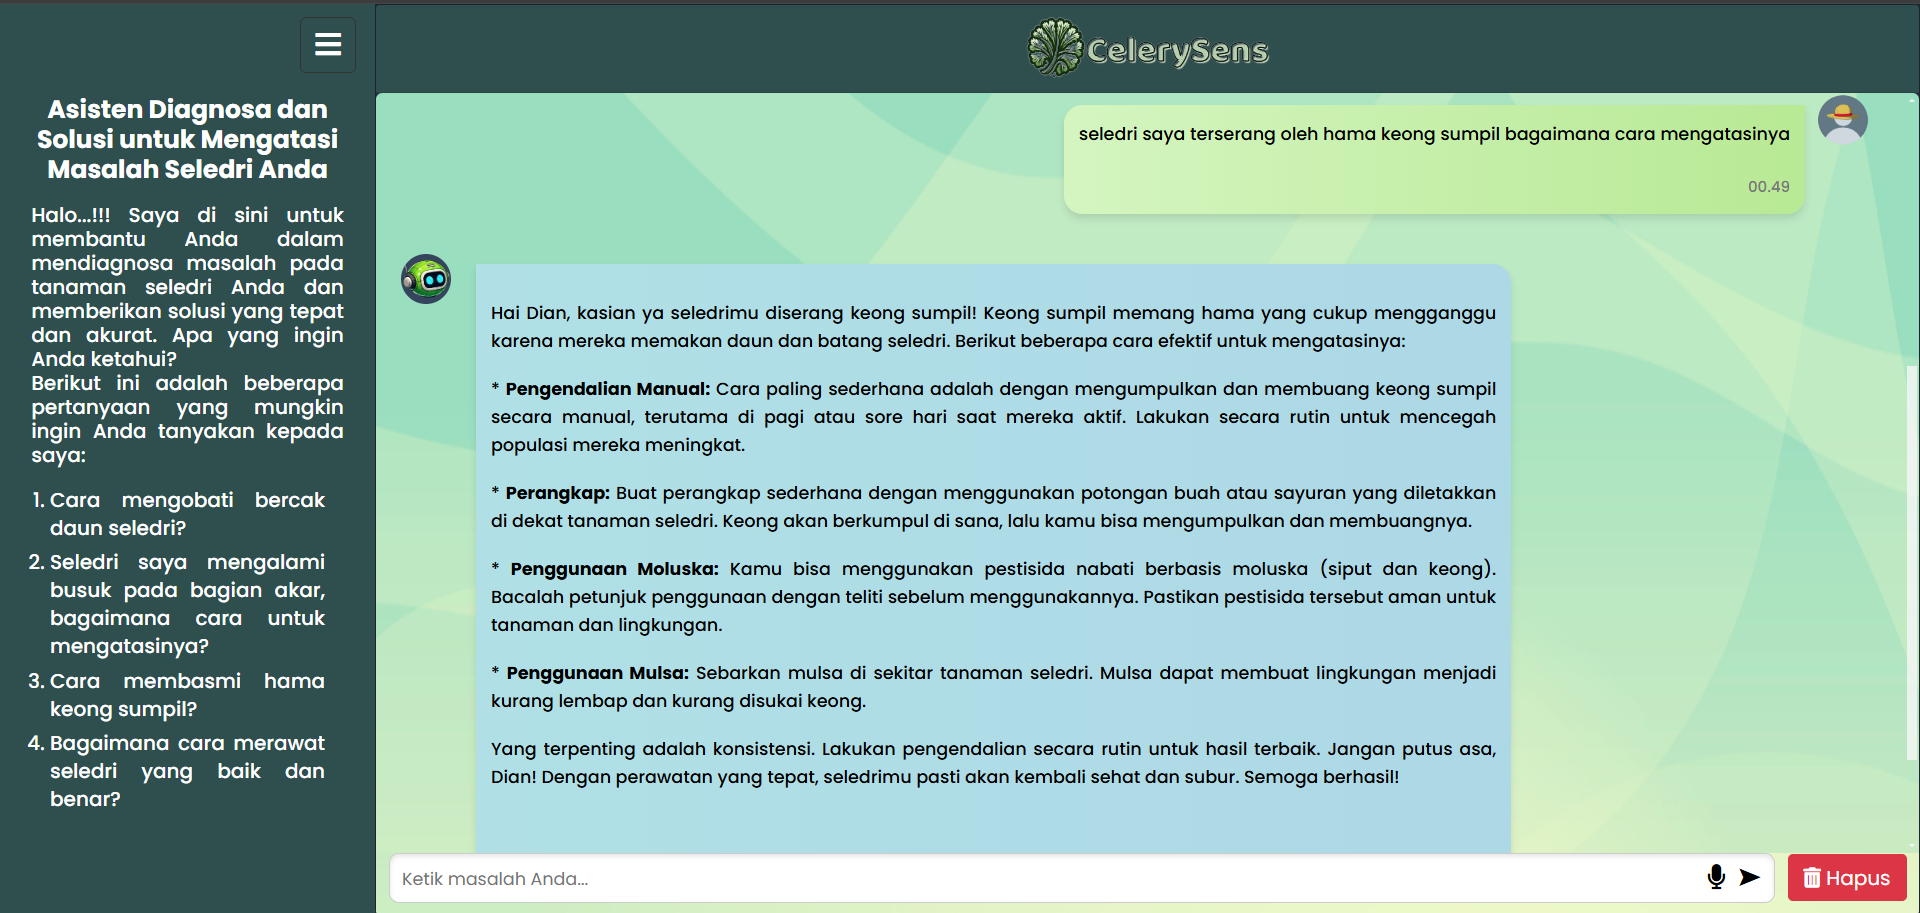 CelerySens
Asisten Diagnosa dan
Solusi untuk Mengatasi
Masalah Seledri Anda
Halo...!!! Saya di sini untuk
membantu Anda dalam
mendiagnosa masalah pada
tanaman seledri Anda dan
memberikan solusi yang tepat
dan akurat. Apa yang ingin
Anda ketahui?
Berikut ini adalah beberapa
pertanyaan yang mungkin
ingin Anda tanyakan kepada
saya:
1. Cara mengobati bercak
daun seledri?
2. Seledri saya mengalami
busuk pada bagian akar,
bagaimana cara untuk
mengatasinya?
3. Cara membasmi hama
keong sumpil?
4. Bagaimana cara merawat
seledri yang baik dan
benar?
seledri saya terserang oleh hama keong sumpil bagaimana cara mengatasinya
00.49
Hai Dian, kasian ya seledrimu diserang keong sumpil! Keong sumpil memang hama yang cukup mengganggu
karena mereka memakan daun dan batang seledri. Berikut beberapa cara efektif untuk mengatasinya:
* Pengendalian Manual: Cara paling sederhana adalah dengan mengumpulkan dan membuang keong sumpil
secara manual, terutama di pagi atau sore hari saat mereka aktif. Lakukan secara rutin untuk mencegah
populasi mereka meningkat.
* Perangkap: Buat perangkap sederhana dengan menggunakan potongan buah atau sayuran yang diletakkan
di dekat tanaman seledri. Keong akan berkumpul di sana, lalu kamu bisa mengumpulkan dan membuangnya.
* Penggunaan Moluska: Kamu bisa menggunakan pestisida nabati berbasis moluska (siput dan keong).
Bacalah petunjuk penggunaan dengan teliti sebelum menggunakannya. Pastikan pestisida tersebut aman untuk
tanaman dan lingkungan.
* Penggunaan Mulsa: Sebarkan mulsa di sekitar tanaman seledri. Mulsa dapat membuat lingkungan menjadi
kurang lembap dan kurang disukai keong.
Yang terpenting adalah konsistensi. Lakukan pengendalian secara rutin untuk hasil terbaik. Jangan putus asa,
Dian! Dengan perawatan yang tepat, seledrimu pasti akan kembali sehat dan subur. Semoga berhasil!
Ketik masalah Anda...
Hapus